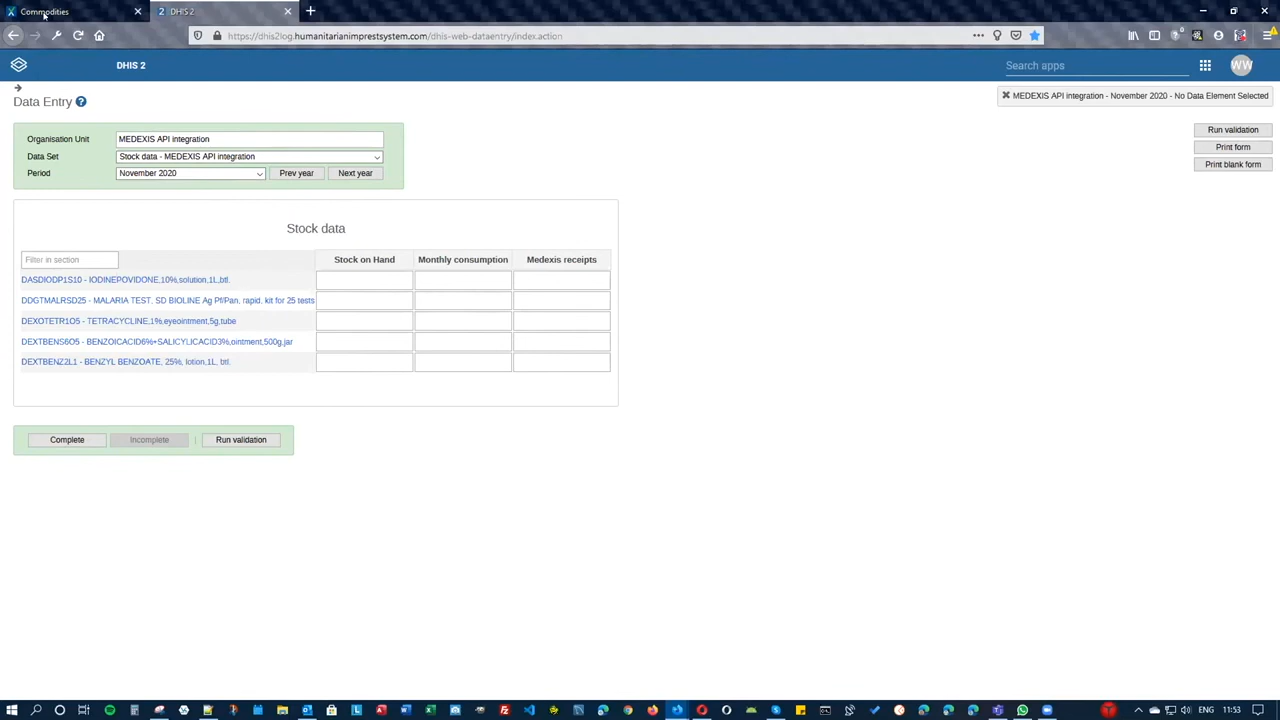 Commodities
DHIS 2
https://dhis2log.humanitarianimprestsystem.com/dhis-web-dataentry/index.action
DHIS 2
Search apps
WW
Data Entry
MEDEXIS API integration - November 2020 - No Data Element Selected
Organisation Unit MEDEXIS API integration
Data Set Stock data - MEDEXIS API integration
Period November 2020 Prev year Next year
Run validation
Print form
Print blank form
Stock data
Filter in section Stock on Hand Monthly consumption Medexis receipts
DASDIODP1S10 - IODINEPOVIDONE,10%,solution,1L,btl.
DDGTMALRSD25 - MALARIA TEST, SD BIOLINE Ag Pf/Pan, rapid, kit for 25 tests
DEXOTETR1O5 - TETRACYCLINE,1%,eyeointment,5g,tube
DEXTBENS6O5 - BENZOICACID6%+SALICYLICACID3%,ointment,500g,jar
DEXTBENZ2L1 - BENZYL BENZOATE, 25%, lotion,1L, btl.
Complete Incomplete Run validation
ENG 11:53